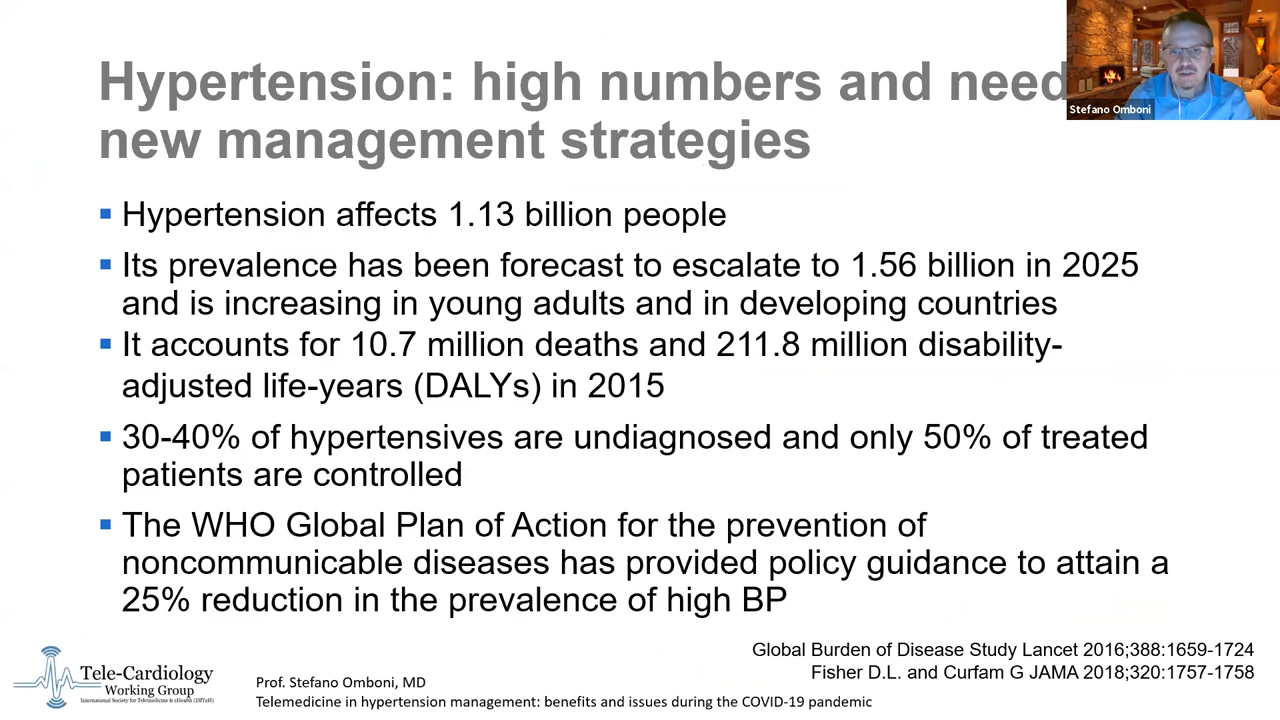 Hypertension: high numbers and need
new management strategies
Stefano Omboni
Hypertension affects 1.13 billion people
Its prevalence has been forecast to escalate to 1.56 billion in 2025
and is increasing in young adults and in developing countries
It accounts for 10.7 million deaths and 211.8 million disability-
adjusted life-years (DALYs) in 2015
30-40% of hypertensives are undiagnosed and only 50% of treated
patients are controlled
The WHO Global Plan of Action for the prevention of
noncommunicable diseases has provided policy guidance to attain a
25% reduction in the prevalence of high BP
Global Burden of Disease Study Lancet 2016;388:1659-1724
Fisher D.L. and Curfam G JAMA 2018;320:1757-1758
Tele-Cardiology
Working Group
International Society for Telemedicine & eHealth (ISfTeH)
Prof. Stefano Omboni, MD
Telemedicine in hypertension management: benefits and issues during the COVID-19 pandemic